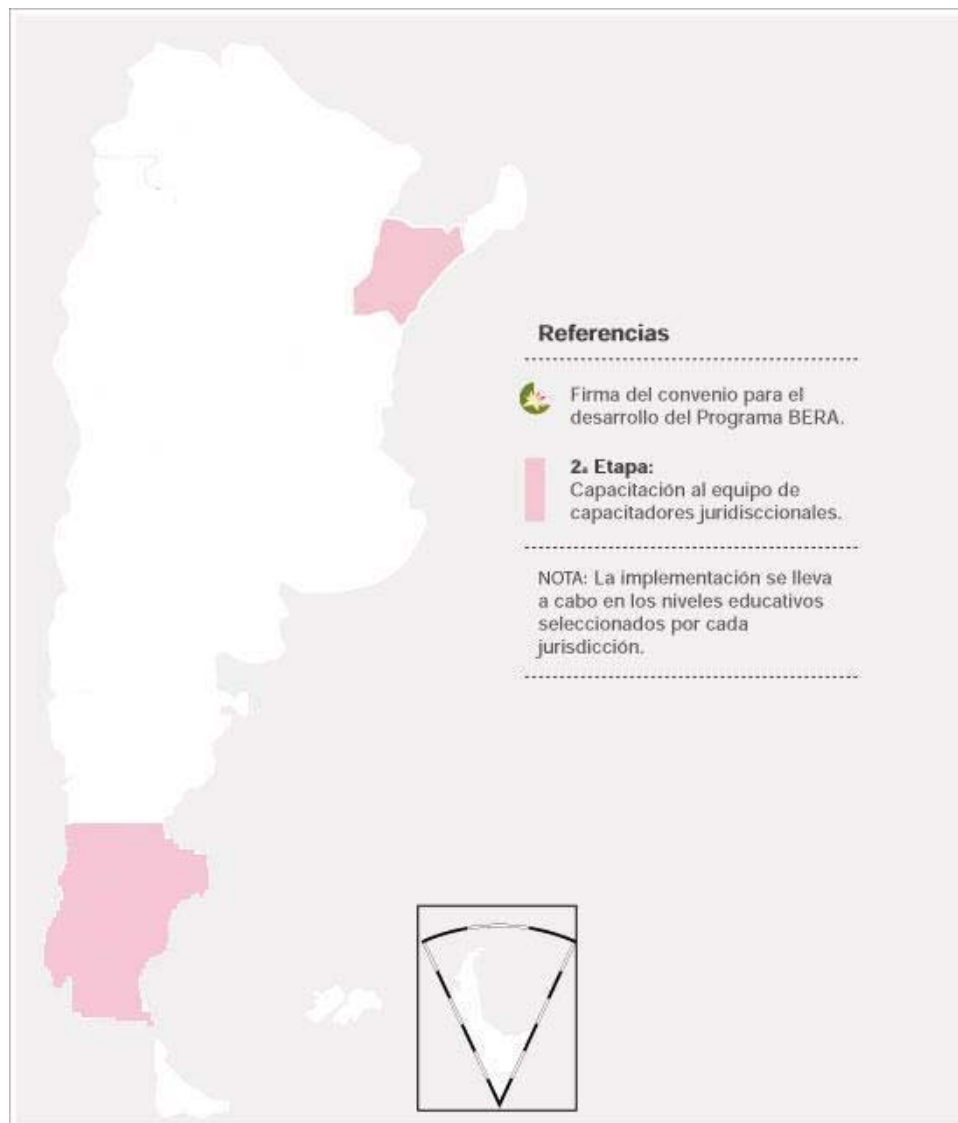 Referencias
Firma del convenio para el
desarrollo del Programa BERA.
2a Etapa:
Capacitación al equipo de
capacitadores juridisccionales.
NOTA: La implementación se lleva
a cabo en los niveles educativos
seleccionados por cada
jurisdicción.